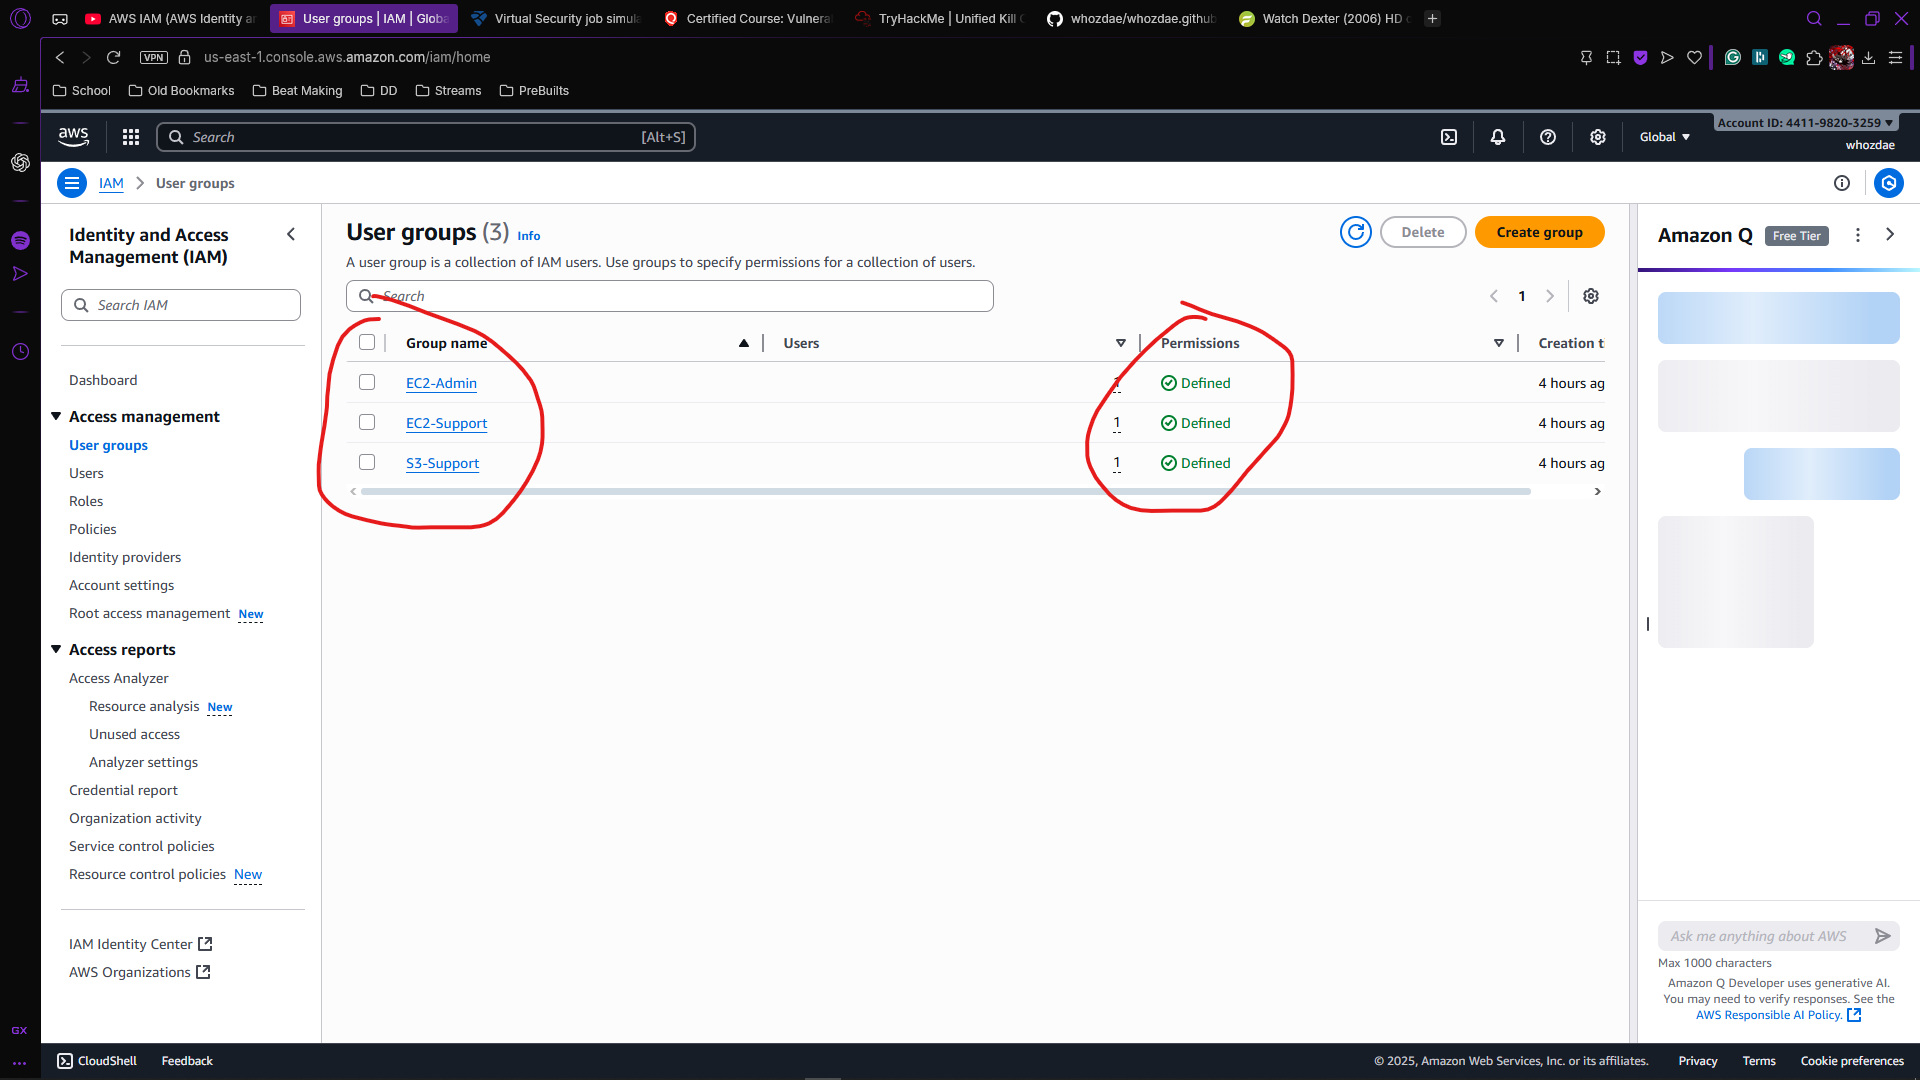 AWS IAM (AWS Identity a
User groups | IAM | Globa
Virtual Security job simula
Certified Course: Vulnera
TryHackMe | Unified Kill C
whozdae/whozdae.github
Watch Dexter (2006) HD
VPN
us-east-1.console.aws.amazon.com/iam/home
School
Old Bookmarks
Beat Making
DD
Streams
PreBuilts
aws
Search
[Alt+S]
Global
Account ID: 4411-9820-3259
whozdae
IAM
User groups
Identity and Access
Management (IAM)
Search IAM
Dashboard
Access management
User groups
Users
Roles
Policies
Identity providers
Account settings
Root access management New
Access reports
Access Analyzer
Resource analysis New
Unused access
Analyzer settings
Credential report
Organization activity
Service control policies
Resource control policies New
IAM Identity Center
AWS Organizations
User groups (3) Info
Delete
Create group
A user group is a collection of IAM users. Use groups to specify permissions for a collection of users.
Search
1
Group name
Users
Permissions
Creation ti
EC2-Admin
1
Defined
4 hours ag
EC2-Support
1
Defined
4 hours ag
S3-Support
1
Defined
4 hours ag
Amazon Q Free Tier
Ask me anything about AWS
Max 1000 characters
Amazon Q Developer uses generative AI.
You may need to verify responses. See the
AWS Responsible AI Policy.
GX
CloudShell
Feedback
© 2025, Amazon Web Services, Inc. or its affiliates.
Privacy
Terms
Cookie preferences